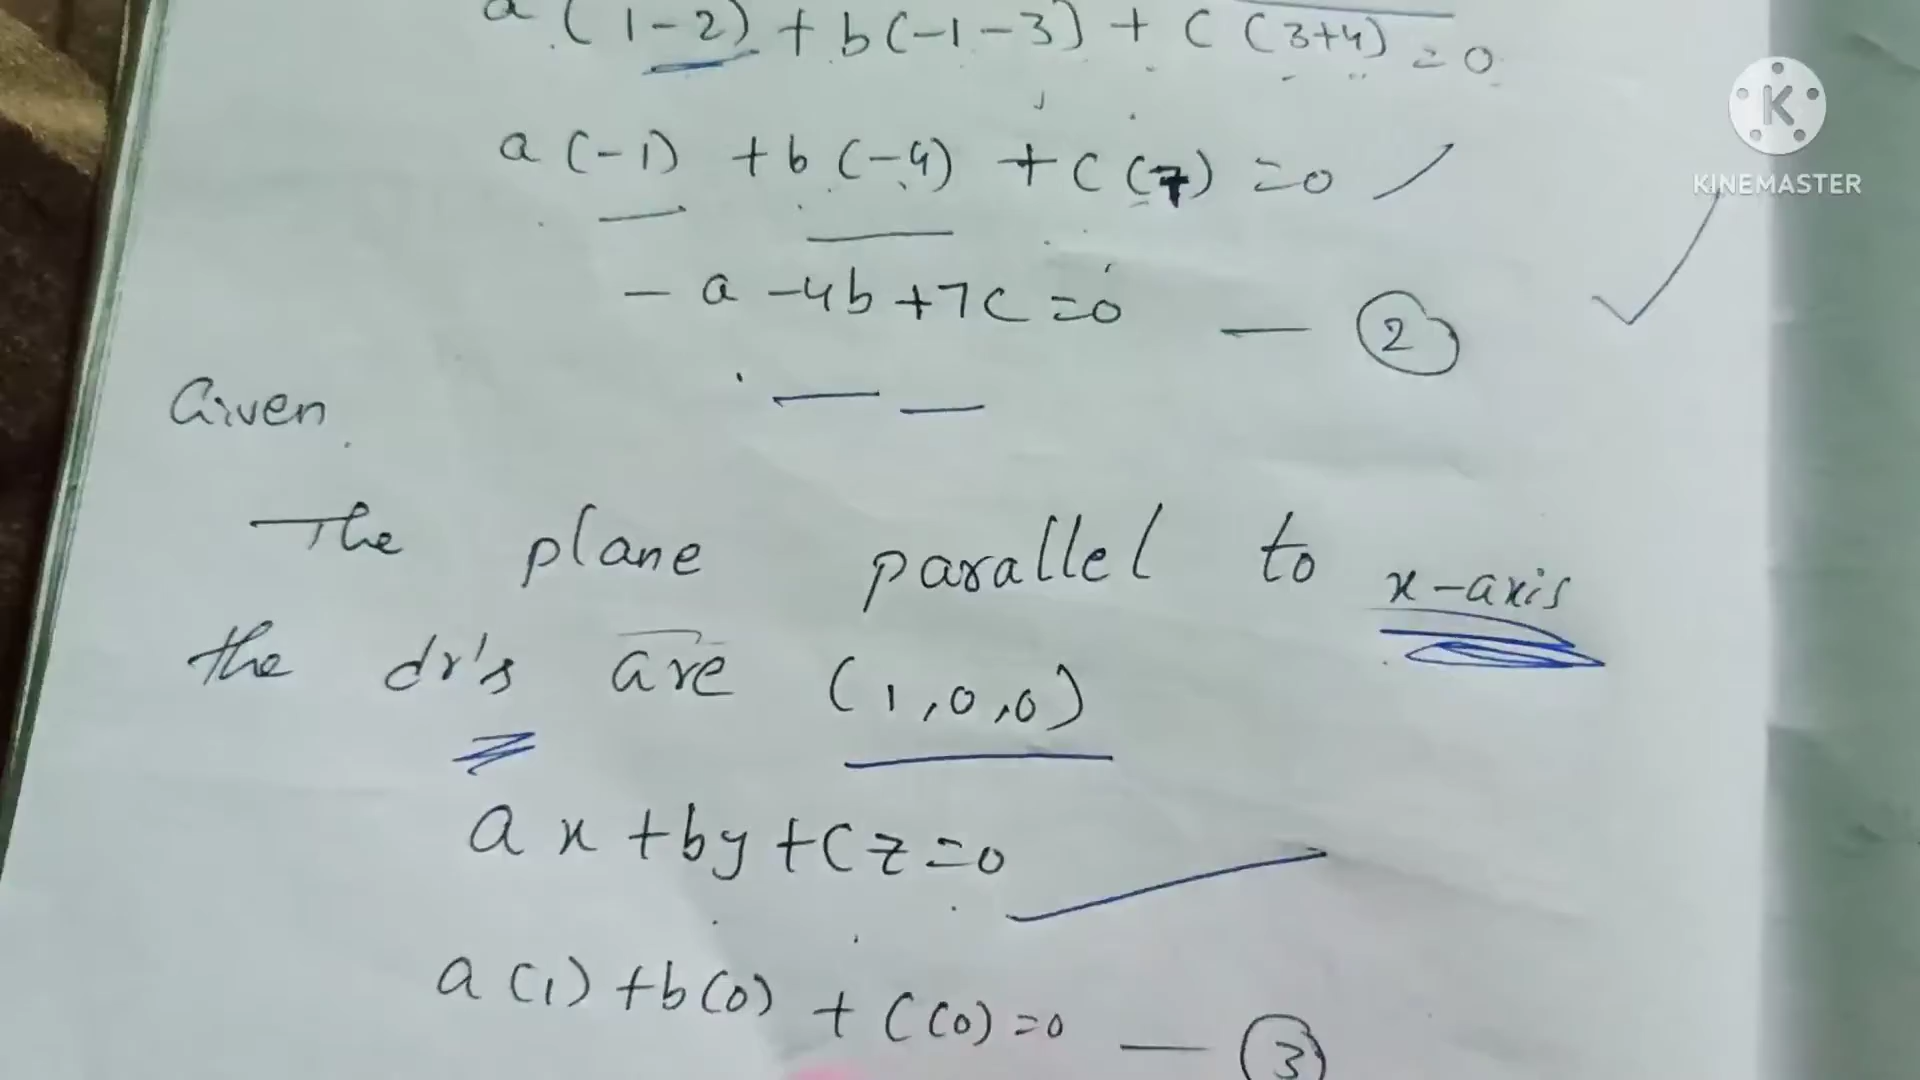 a (1-2) + b(-1-3) + C (3+4) = 0
a (-1) + b (-4) + C (7) = 0
- a - 4b + 7C = 0 — 2
Given
The plane parallel to x-axis
the dr's are (1,0,0)
ax + by + Cz = 0
a (1) + b(0) + C(0) = 0 — 3
K
KINEMASTER